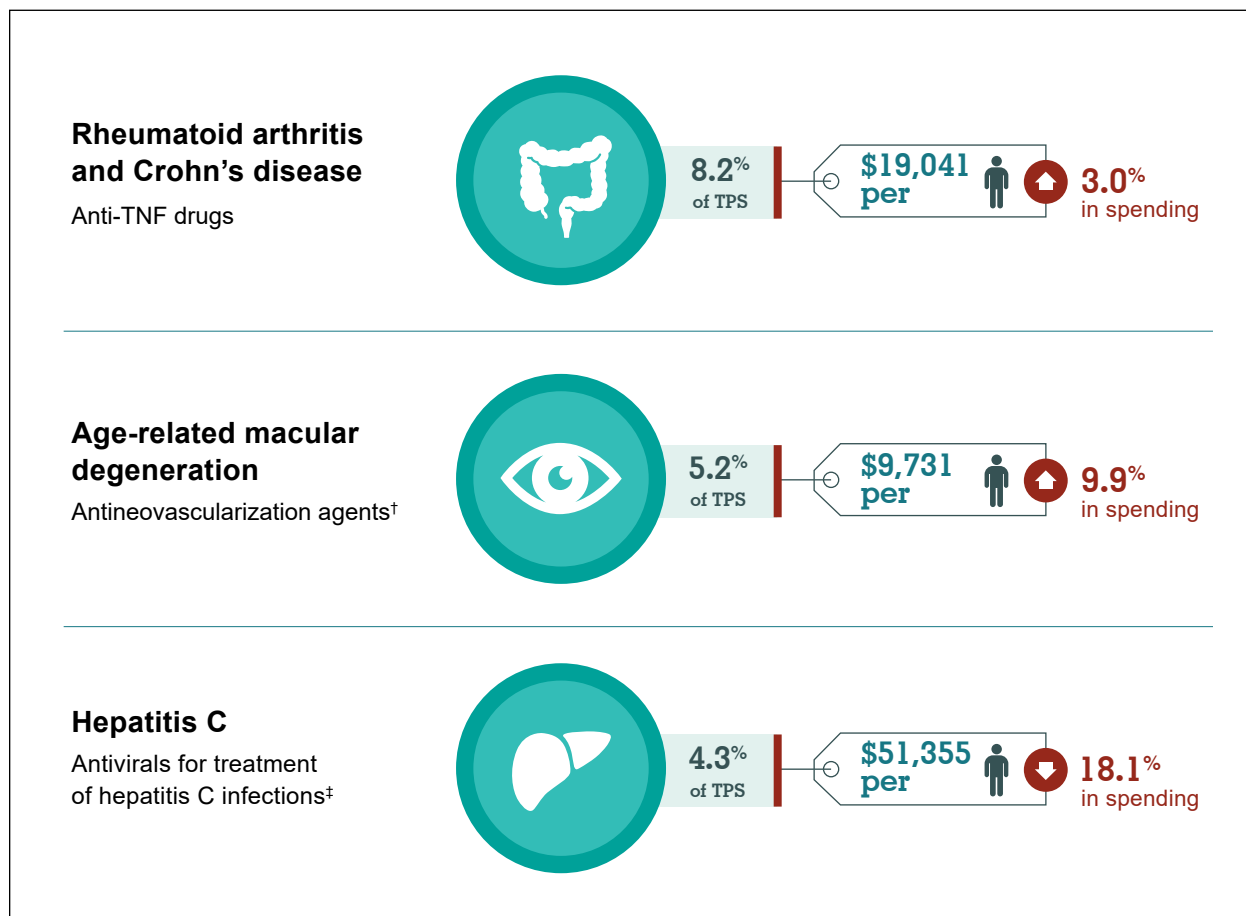 Rheumatoid arthritis
and Crohn's disease
Anti-TNF drugs
8.2%
of TPS
$19,041
per
3.0%
in spending
Age-related macular
degeneration
Antineovascularization agents†
5.2%
of TPS
$9,731
per
9.9%
in spending
Hepatitis C
Antivirals for treatment
of hepatitis C infections‡
4.3%
of TPS
$51,355
per
18.1%
in spending